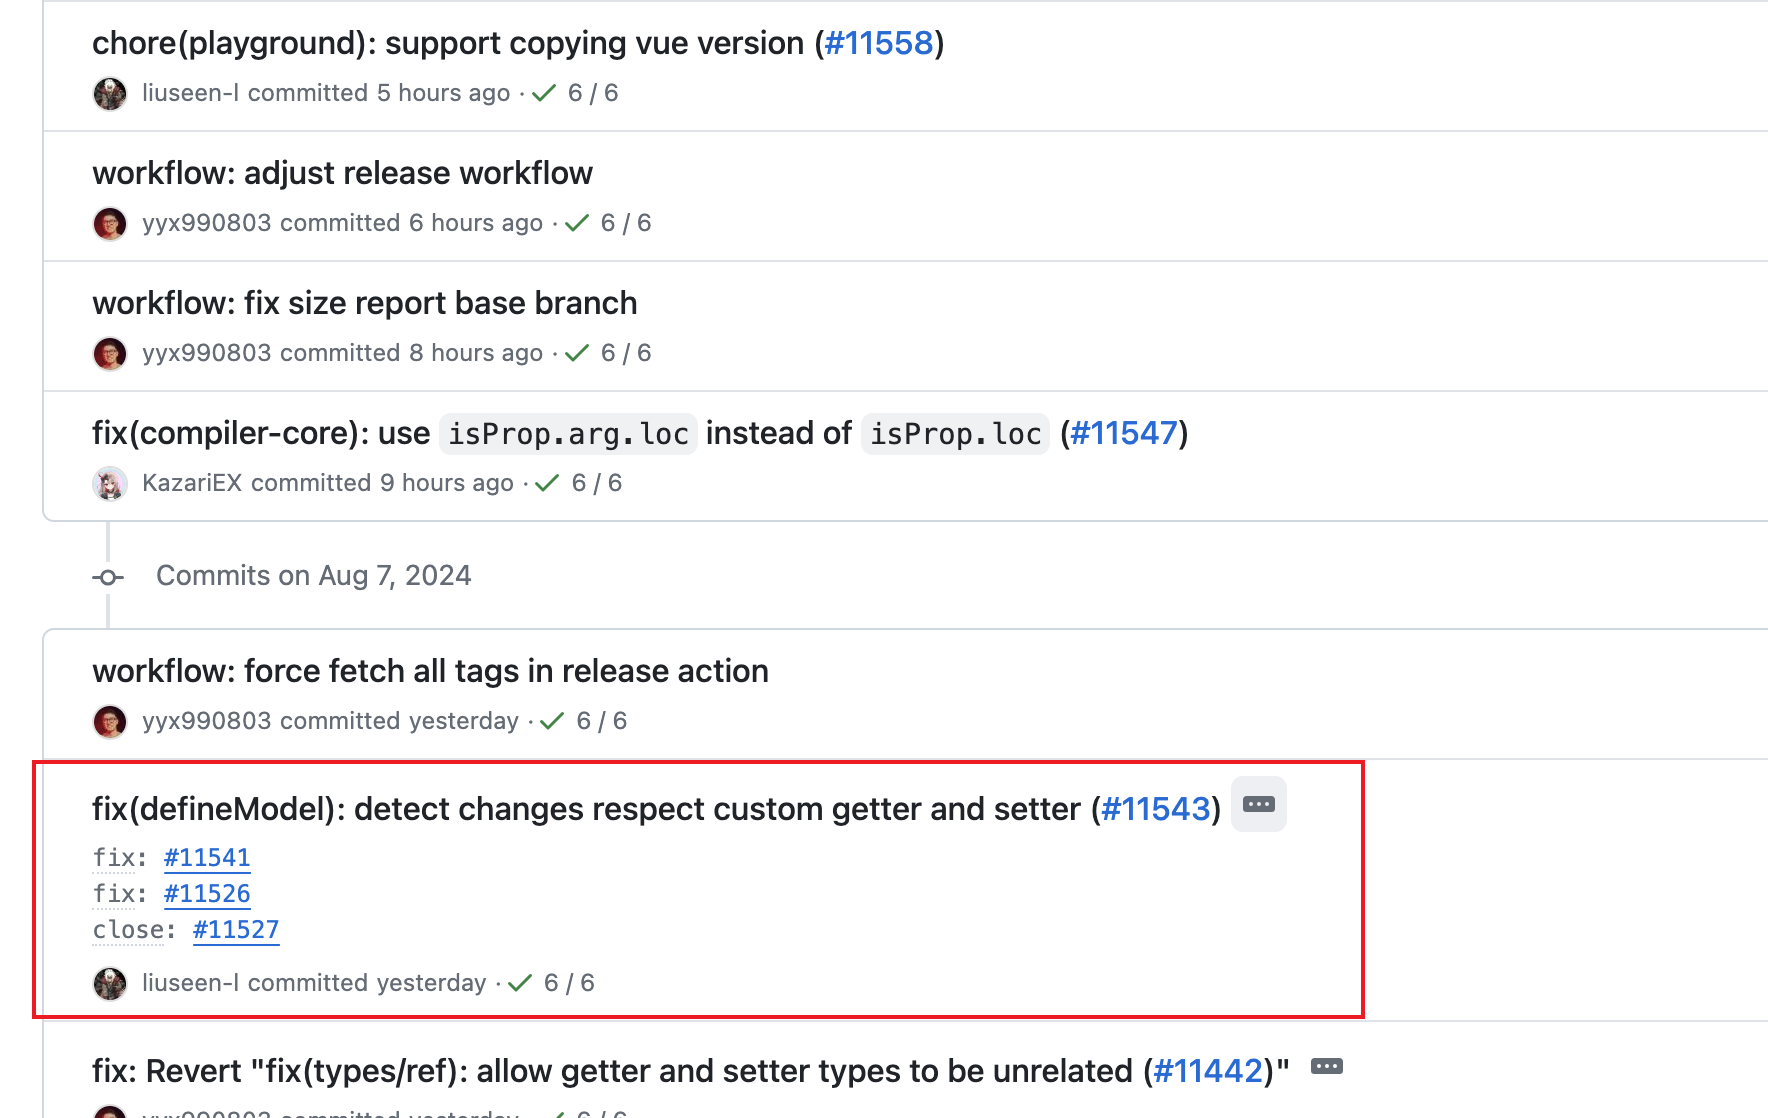 chore(playground): support copying vue version (#11558)
liuseen-l committed 5 hours ago · 6 / 6
workflow: adjust release workflow
yyx990803 committed 6 hours ago · 6 / 6
workflow: fix size report base branch
yyx990803 committed 8 hours ago · 6 / 6
fix(compiler-core): use isProp.arg.loc instead of isProp.loc (#11547)
KazariEX committed 9 hours ago · 6 / 6
Commits on Aug 7, 2024
workflow: force fetch all tags in release action
yyx990803 committed yesterday · 6 / 6
fix(defineModel): detect changes respect custom getter and setter (#11543)
fix: #11541
fix: #11526
close: #11527
liuseen-l committed yesterday · 6 / 6
fix: Revert "fix(types/ref): allow getter and setter types to be unrelated (#11442)"
yyx990803 committed yesterday 6 / 6